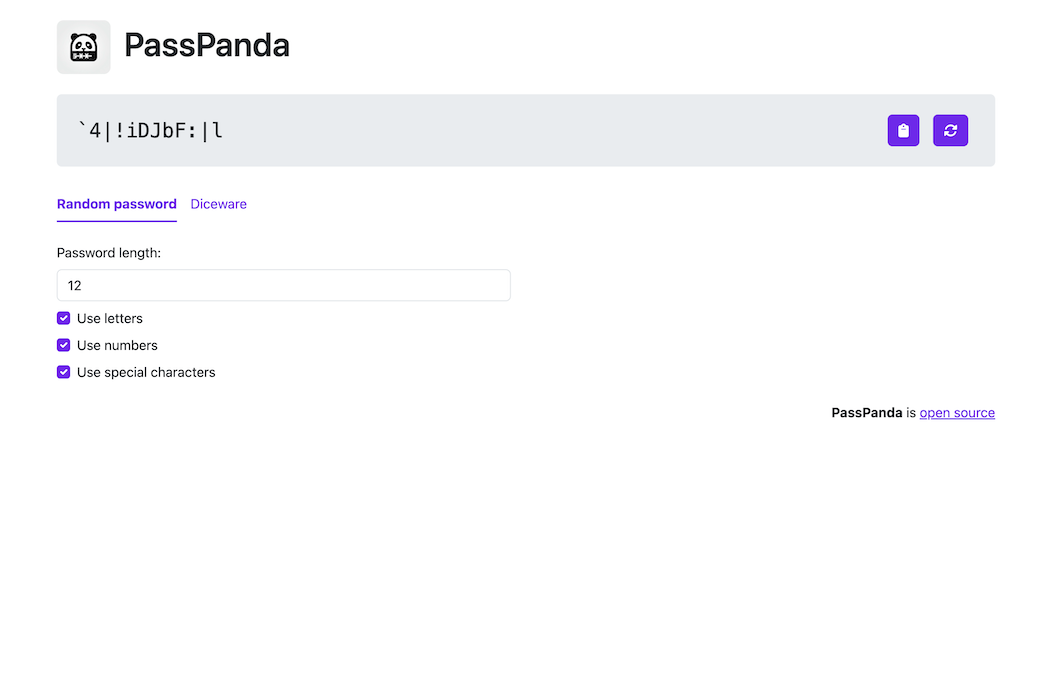 PassPanda
`4|!iDJbF:|l
Random password Diceware
Password length:
12
Use letters
Use numbers
Use special characters
PassPanda is open source